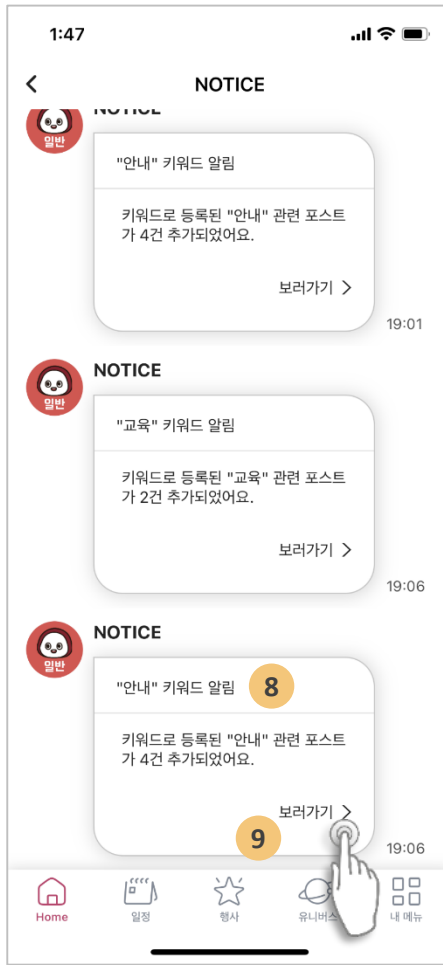 1:47
NOTICE
NOTICE
일반
"안내" 키워드 알림
키워드로 등록된 "안내" 관련 포스트
가 4건 추가되었어요.
보러가기 >
19:01
NOTICE
일반
"교육" 키워드 알림
키워드로 등록된 "교육" 관련 포스트
가 2건 추가되었어요.
보러가기 >
19:06
NOTICE
일반
"안내" 키워드 알림 8
키워드로 등록된 "안내" 관련 포스트
가 4건 추가되었어요.
보러가기 >
9
19:06
Home 일정 행사 유니버스 내 메뉴